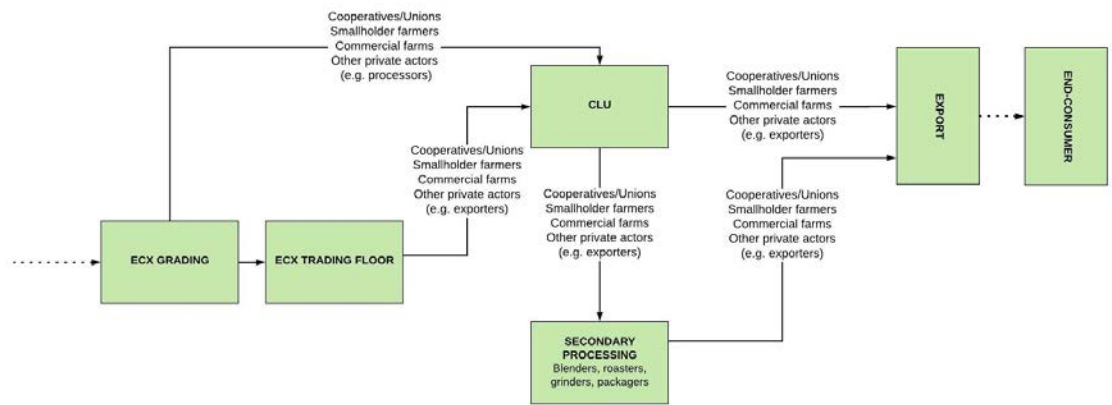 Cooperatives/Unions
Smallholder farmers
Commercial farms
Other private actors
(e.g. processors)
CLU
Cooperatives/Unions
Smallholder farmers
Commercial farms
Other private actors
(e.g. exporters)
EXPORT
END-CONSUMER
Cooperatives/Unions
Smallholder farmers
Commercial farms
Other private actors
(e.g. exporters)
Cooperatives/Unions
Smallholder farmers
Commercial farms
Other private actors
(e.g. exporters)
Cooperatives/Unions
Smallholder farmers
Commercial farms
Other private actors
(e.g. exporters)
ECX GRADING
ECX TRADING FLOOR
SECONDARY
PROCESSING
Blenders, roasters,
grinders, packagers